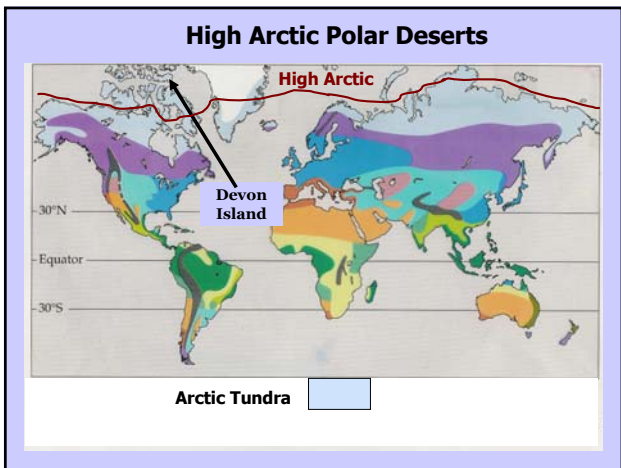 High Arctic Polar Deserts
High Arctic
Devon
Island
30°N
Equator
30°S
Arctic Tundra